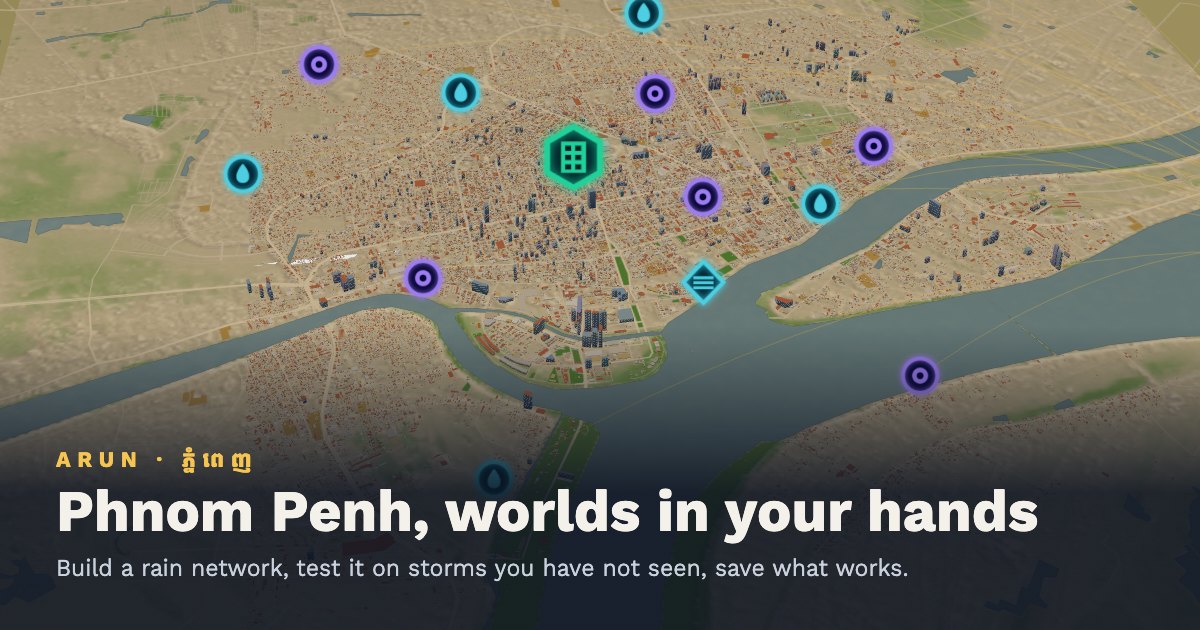 ARUN · ភ្នំពេញ
Phnom Penh, worlds in your hands
Build a rain network, test it on storms you have not seen, save what works.